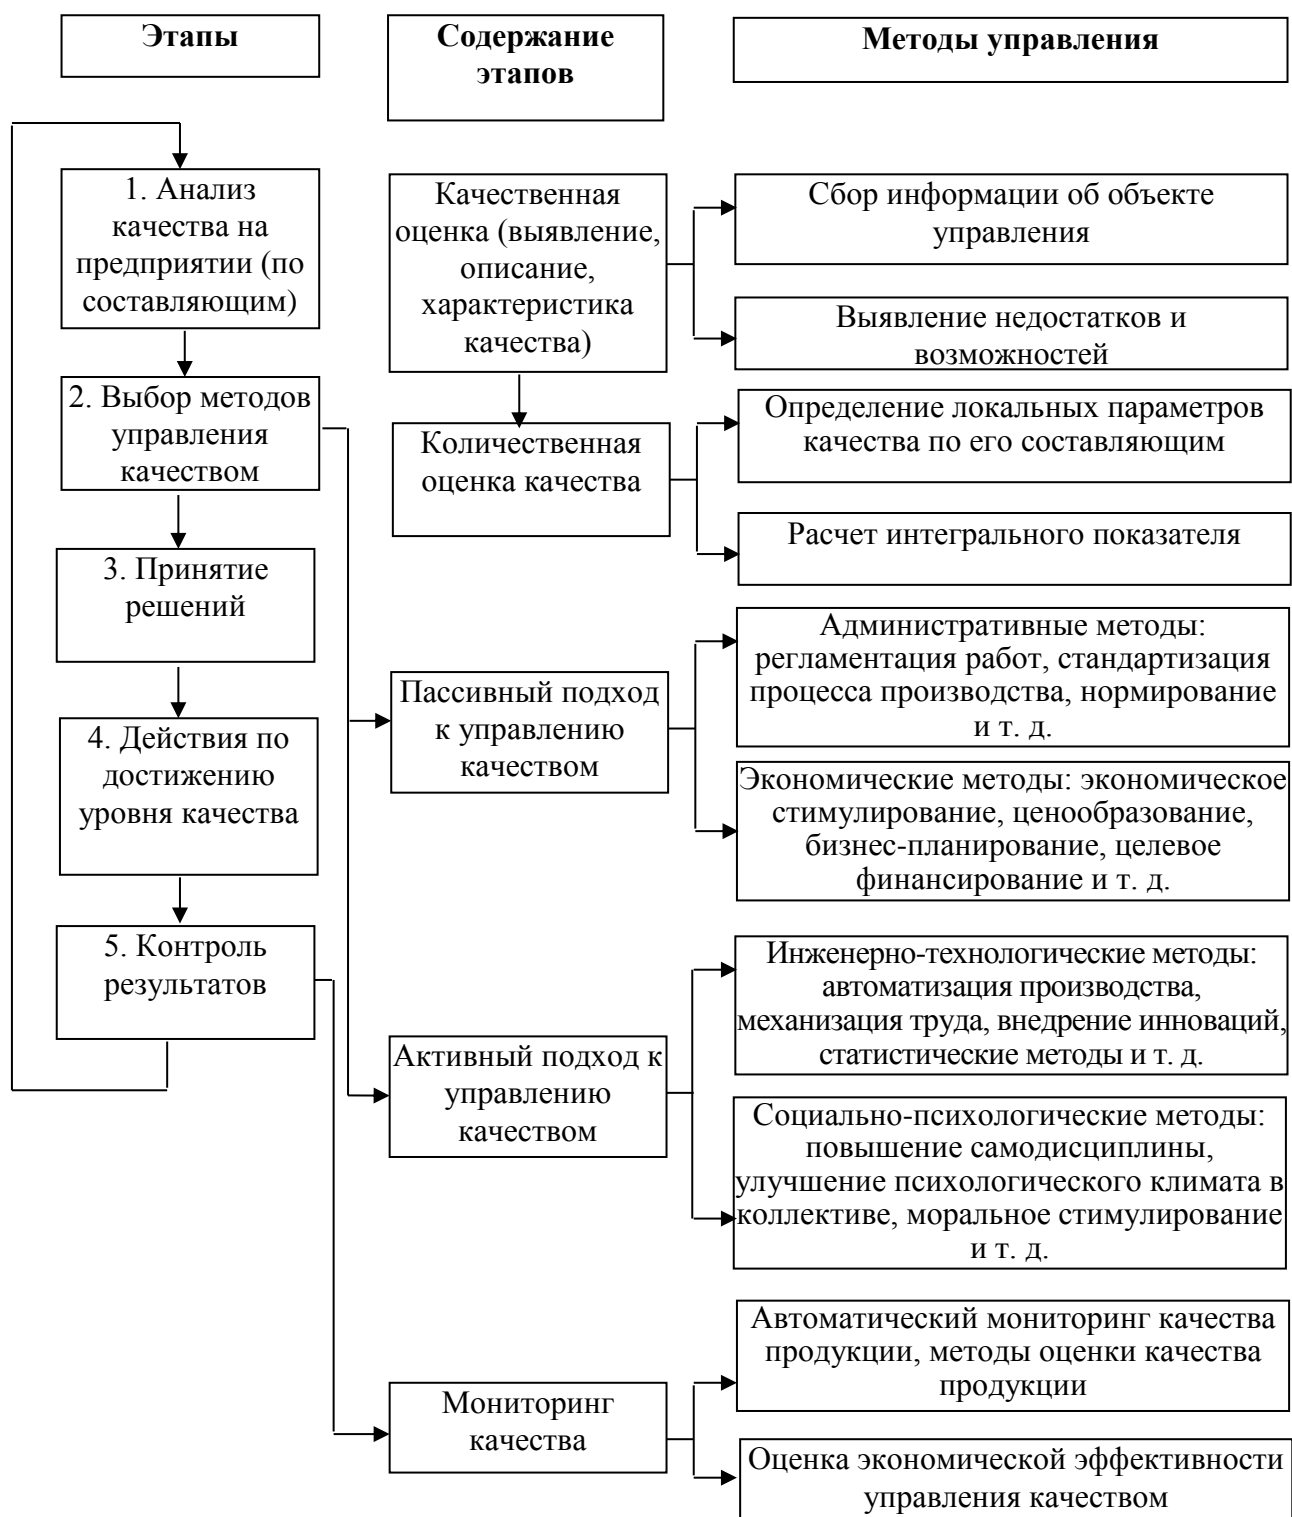 Этапы
Содержание
этапов
Методы управления
1. Анализ
качества на
предприятии (по
составляющим)
2. Выбор методов
управления
качеством
3. Принятие
решений
4. Действия по
достижению
уровня качества
5. Контроль
результатов
Качественная
оценка (выявление,
описание,
характеристика
качества)
Количественная
оценка качества
Пассивный подход
к управлению
качеством
Активный подход к
управлению
качеством
Мониторинг
качества
Сбор информации об объекте
управления
Выявление недостатков и
возможностей
Определение локальных параметров
качества по его составляющим
Расчет интегрального показателя
Административные методы:
регламентация работ, стандартизация
процесса производства, нормирование
и т. д.
Экономические методы: экономическое
стимулирование, ценообразование,
бизнес-планирование, целевое
финансирование и т. д.
Инженерно-технологические методы:
автоматизация производства,
механизация труда, внедрение инноваций,
статистические методы и т. д.
Социально-психологические методы:
повышение самодисциплины,
улучшение психологического климата в
коллективе, моральное стимулирование
и т. д.
Автоматический мониторинг качества
продукции, методы оценки качества
продукции
Оценка экономической эффективности
управления качеством